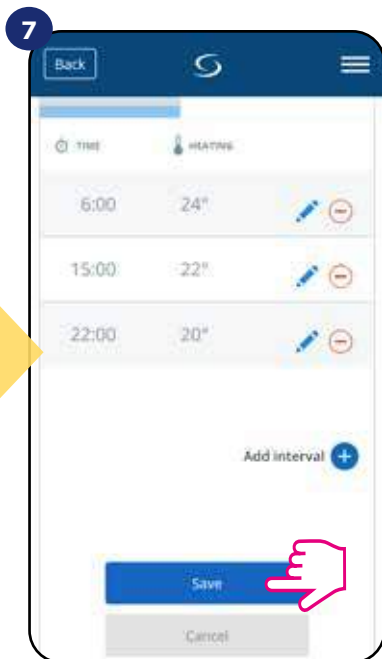 7
Back
TIME HEATING
6:00 24°
15:00 22°
22:00 20°
Add interval
Save
Cancel